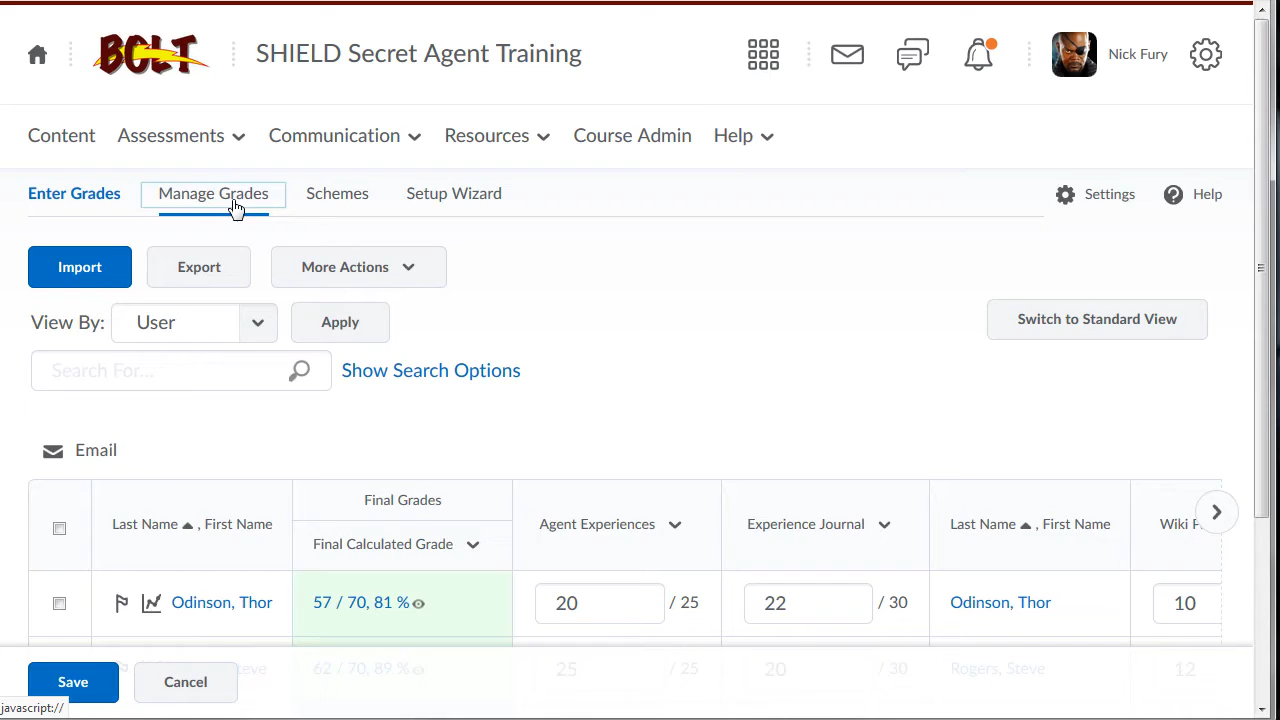 BOLT
SHIELD Secret Agent Training
Nick Fury
Content Assessments Communication Resources Course Admin Help
Enter Grades Manage Grades Schemes Setup Wizard Settings Help
Import Export More Actions
View By: User Apply Switch to Standard View
Search For... Show Search Options
Email
Final Grades
Last Name , First Name Agent Experiences Experience Journal Last Name , First Name Wiki
Final Calculated Grade
Odinson, Thor 57 / 70, 81 % 20 / 25 22 / 30 Odinson, Thor 10
Steve 62 / 70, 89 % 25 / 25 20 / 30 Rogers, Steve 12
Save Cancel
javascript://